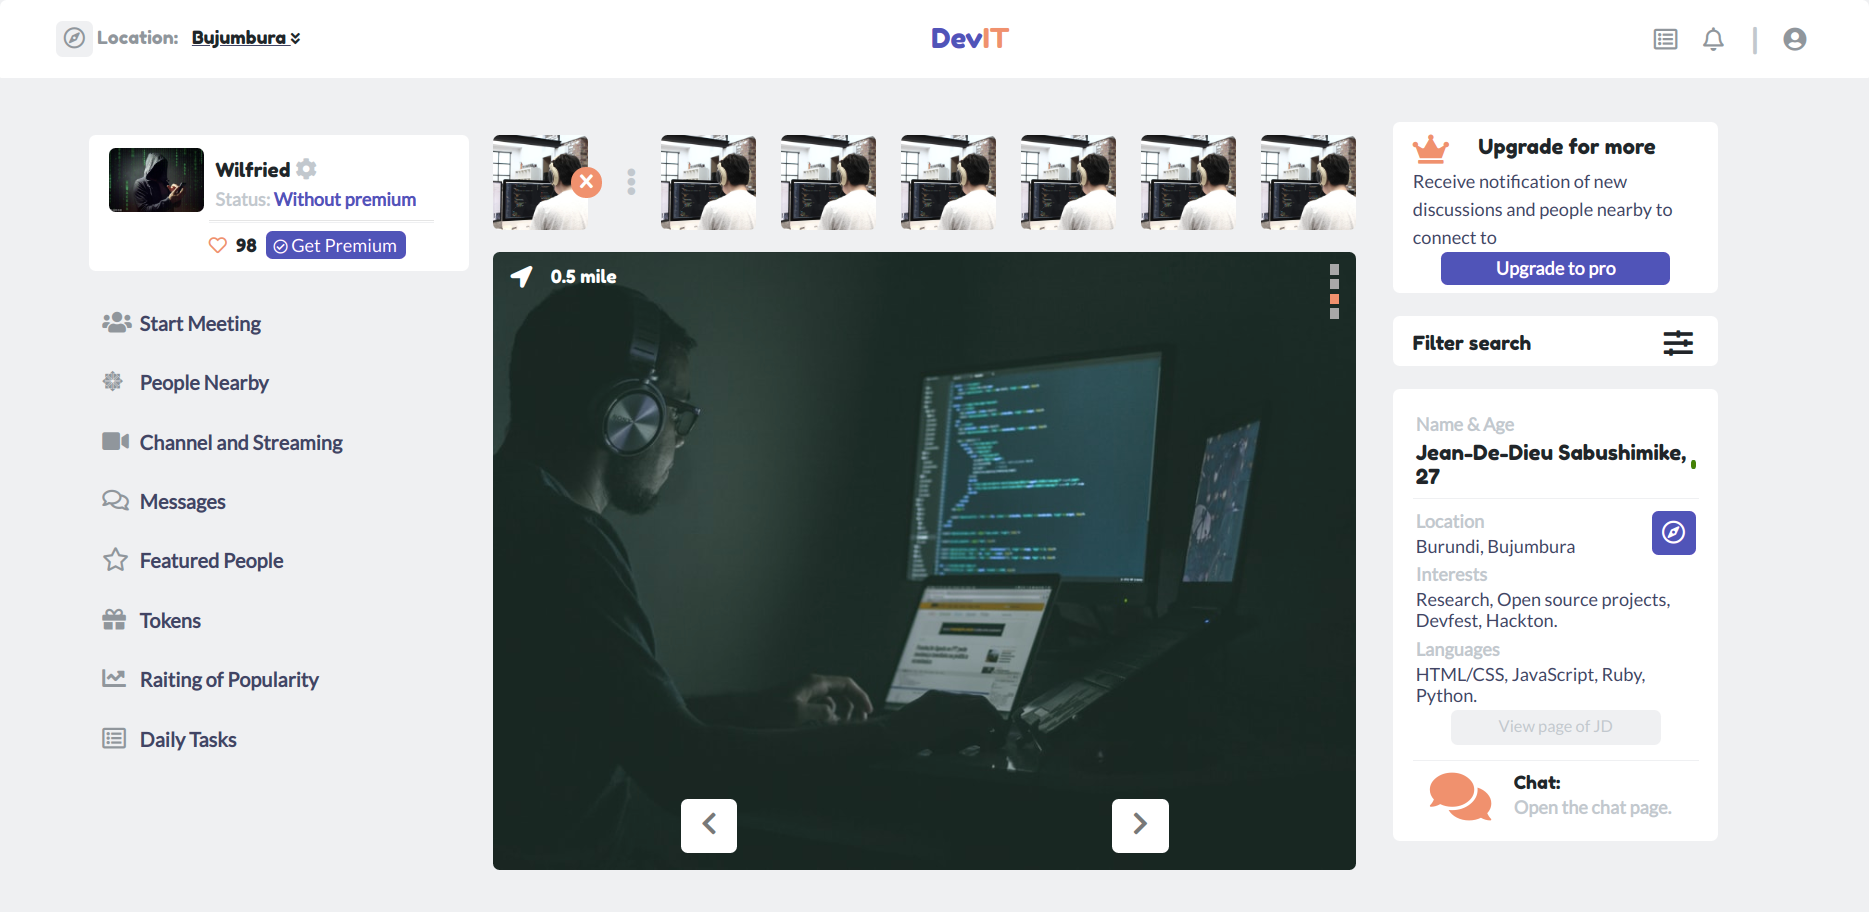 Location: Bujumbura
DevIT
Wilfried
Status: Without premium
98 Get Premium
Start Meeting
People Nearby
Channel and Streaming
Messages
Featured People
Tokens
Raiting of Popularity
Daily Tasks
0.5 mile
Upgrade for more
Receive notification of new
discussions and people nearby to
connect to
Upgrade to pro
Filter search
Name & Age
Jean-De-Dieu Sabushimike,
27
Location
Burundi, Bujumbura
Interests
Research, Open source projects,
Devfest, Hackton.
Languages
HTML/CSS, JavaScript, Ruby,
Python.
View page of JD
Chat:
Open the chat page.